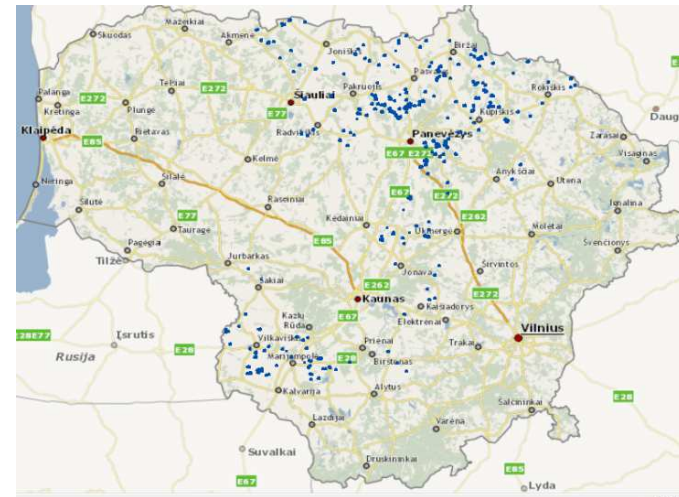 Mažeikiai
Skuodas
Akmenė
Joniškis
Biržai
E272
Telšiai
E272
Pakruojis
Pasvalys
Rokiškis
Palanga
Kretinga
Plungė
Šiauliai
E77
Kupiškis
Daug
Klaipėda
E85
Rietavas
Radviliškis
Panevėžys
E67
Zarasai
Visaginas
Kelmė
Neringa
Šilalė
Anykščiai
Utena
Šilutė
E67
E272
Ignalina
E77
Raseiniai
Kėdainiai
E262
Tauragė
E85
Ukmergė
Molėtai
Pagėgiai
Švenčionys
Tilžė
Jurbarkas
Jonava
Širvintos
Šakiai
E262
E272
Kaunas
Kaišiadorys
Kazlų
Rūda
E67
Elektrėnai
E28E77
Įsrutis
Vilkaviškis
Prienai
Trakai
Vilnius
Rusija
E28
Marijampolė
E28
Birštonas
Kalvarija
Alytus
E28
Šalčininkai
Lazdijai
Varėna
Suvalkai
Druskininkai
E85
E67
Lyda